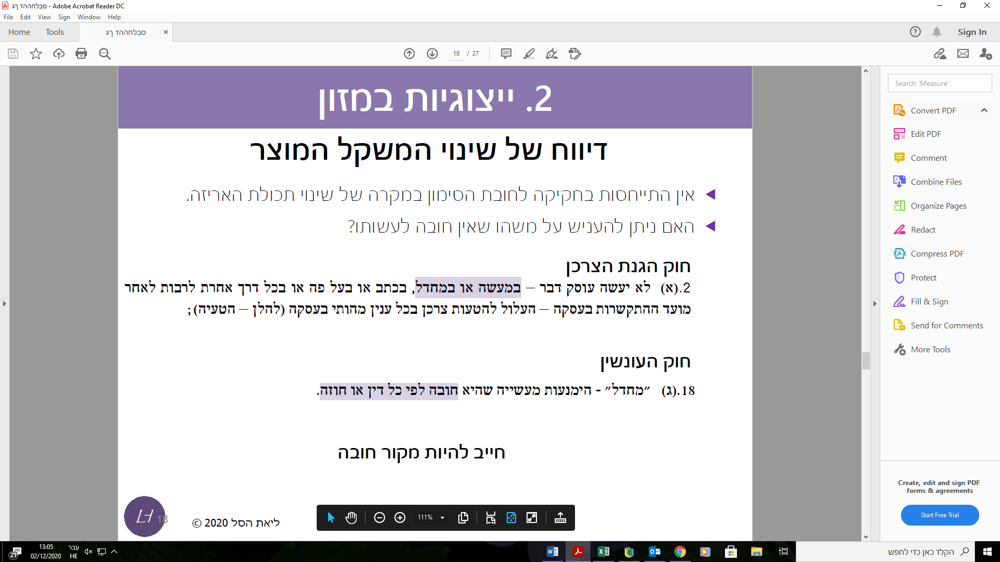 סבלחההד גך - Adobe Acrobat Reader DC
File Edit View Sign Window Help
Home Tools סבלחההד גך × Sign In
18 / 27
Search 'Measure'
Convert PDF
Edit PDF
Comment
Combine Files
Organize Pages
Redact
Compress PDF
Protect
Fill & Sign
Send for Comments
More Tools
Create, edit and sign PDF
forms & agreements
Start Free Trial
2. ייצוגיות במזון
דיווח של שינוי המשקל המוצר
אין התייחסות בחקיקה לחובת הסימון במקרה של שינוי תכולת האריזה.
האם ניתן להעניש על משהו שאין חובה לעשותו?
חוק הגנת הצרכן
2.(א) לא יעשה עוסק דבר – במעשה או במחדל, בכתב או בעל פה או בכל דרך אחרת לרבות לאחר
מועד ההתקשרות בעסקה – העלול להטעות צרכן בכל ענין מהותי בעסקה (להלן – הטעיה);
חוק העונשין
18.(ג) ״מחדל״ - הימנעות מעשייה שהיא חובה לפי כל דין או חוזה.
חייב להיות מקור חובה
LH 18
ליאת הסל 2020 ©
111%
21
13:05
02/12/2020
עבר
HE
הקלד כאן כדי לחפש